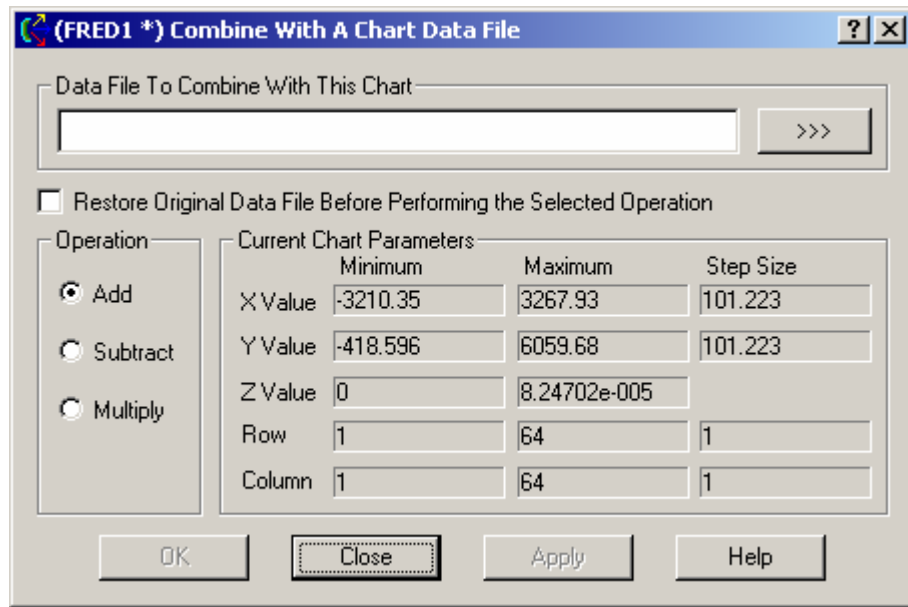 (FRED1 *) Combine With A Chart Data File
Data File To Combine With This Chart
>>>
Restore Original Data File Before Performing the Selected Operation
Operation
Add
Subtract
Multiply
Current Chart Parameters
Minimum Maximum Step Size
X Value -3210.35 3267.93 101.223
Y Value -418.596 6059.68 101.223
Z Value 0 8.24702e-005
Row 1 64 1
Column 1 64 1
OK Close Apply Help